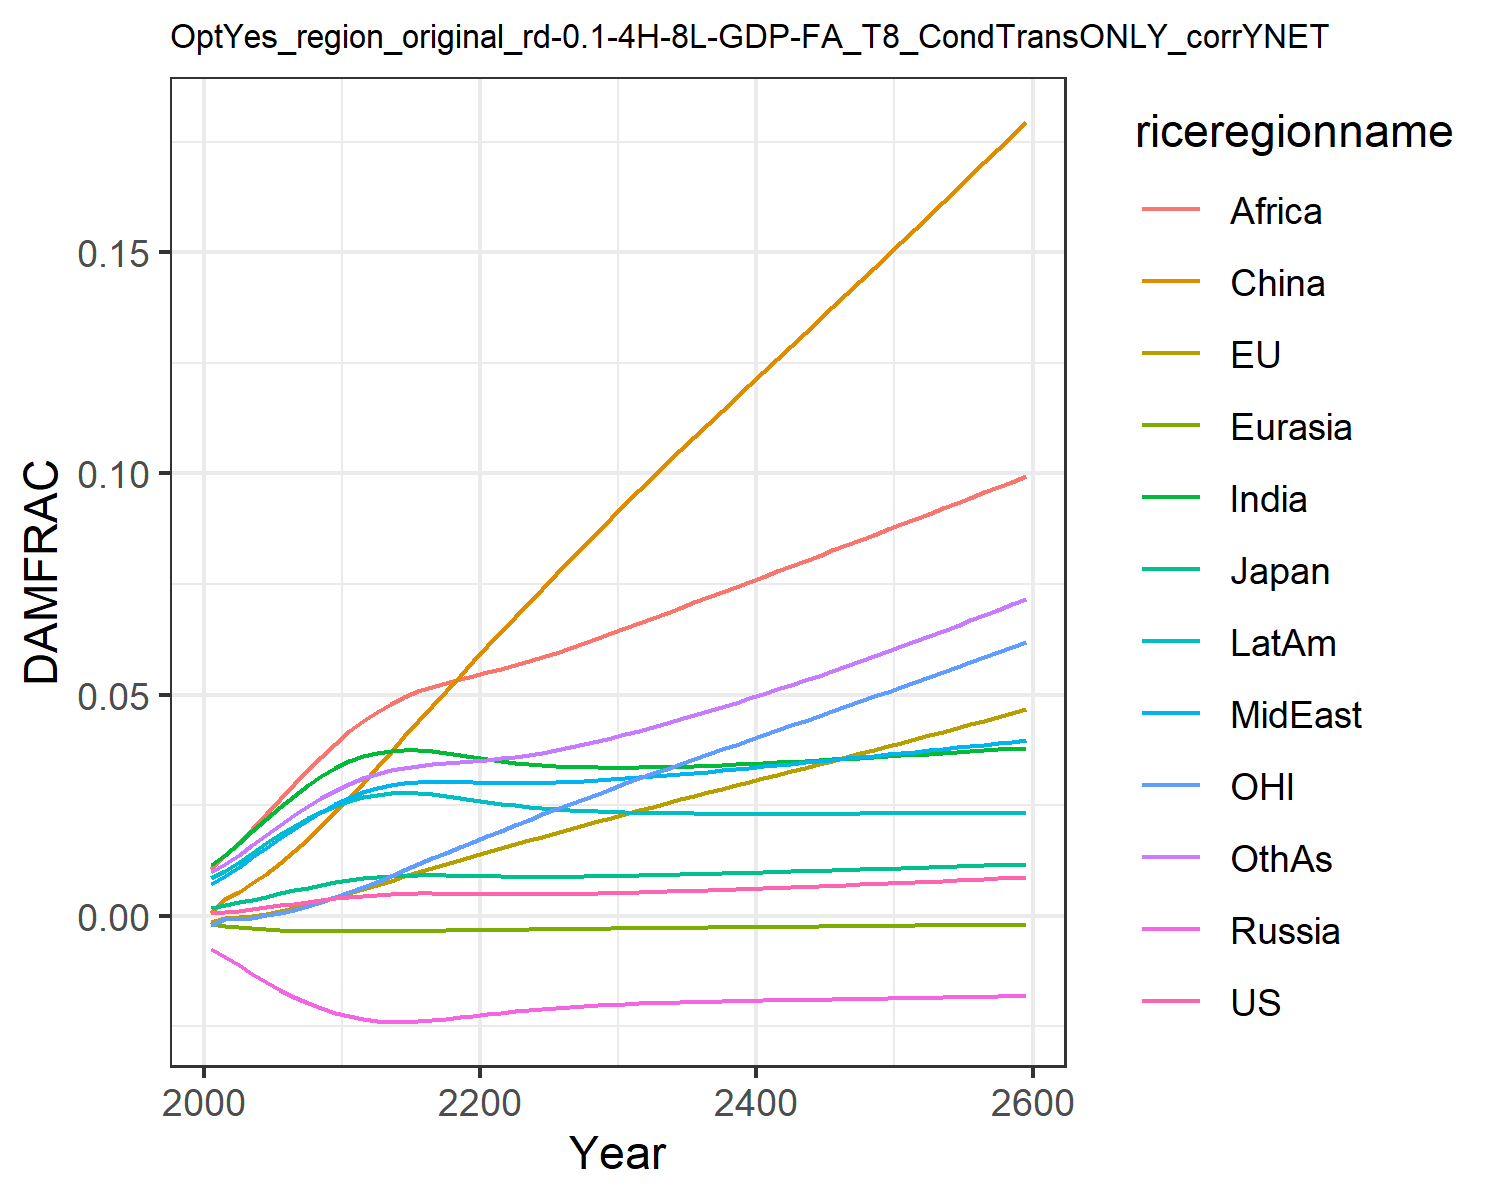 OptYes_region_original_rd-0.1-4H-8L-GDP-FA_T8_CondTransONLY_corrYNET
DAMFRAC
0.15
0.10
0.05
0.00
2000
2200
2400
2600
Year
riceregionname
Africa
China
EU
Eurasia
India
Japan
LatAm
MidEast
OHI
OthAs
Russia
US